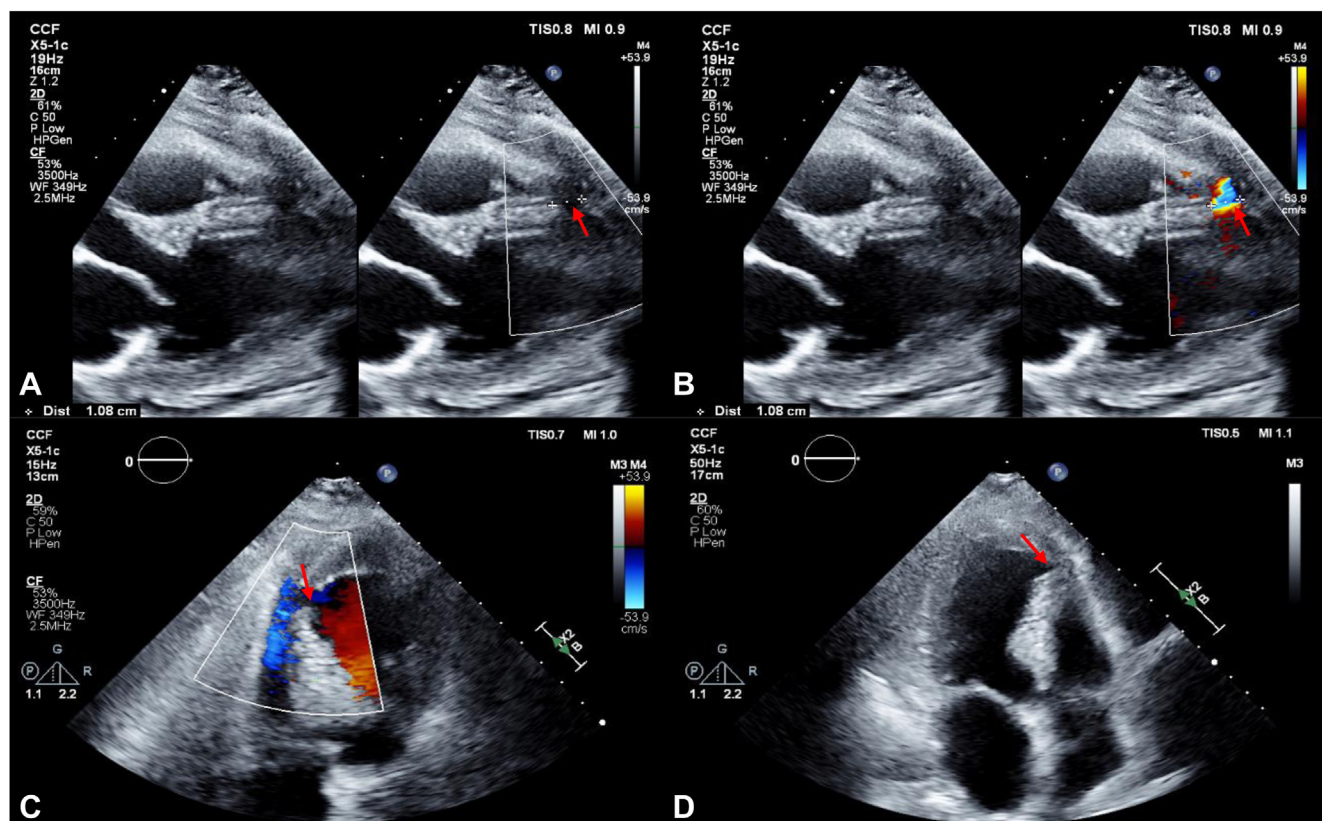 CCF
X5-1c
19Hz
16cm
Z 1.2
2D
61%
C 50
P Low
HPGen
CF
53%
3500Hz
WF 349Hz
2.5MHz
TIS0.8 MI 0.9
P
M4
+53.9
-53.9
cm/s
A
Dist 1.08 cm
CCF
X5-1c
19Hz
16cm
Z 1.2
2D
61%
C 50
P Low
HPGen
CF
53%
3500Hz
WF 349Hz
2.5MHz
TIS0.8 MI 0.9
P
M4
+53.9
-53.9
cm/s
B
Dist 1.08 cm
CCF
X5-1c
15Hz
13cm
2D
59%
C 50
P Low
HPen
CF
53%
3500Hz
WF 349Hz
2.5MHz
0
TIS0.7 MI 1.0
P
M3 M4
+53.9
-53.9
cm/s
X2
B
G
P R
1.1 2.2
C
CCF
X5-1c
50Hz
17cm
2D
60%
C 50
P Low
HPen
0
TIS0.5 MI 1.1
P
M3
X2
B
G
P R
1.1 2.2
D